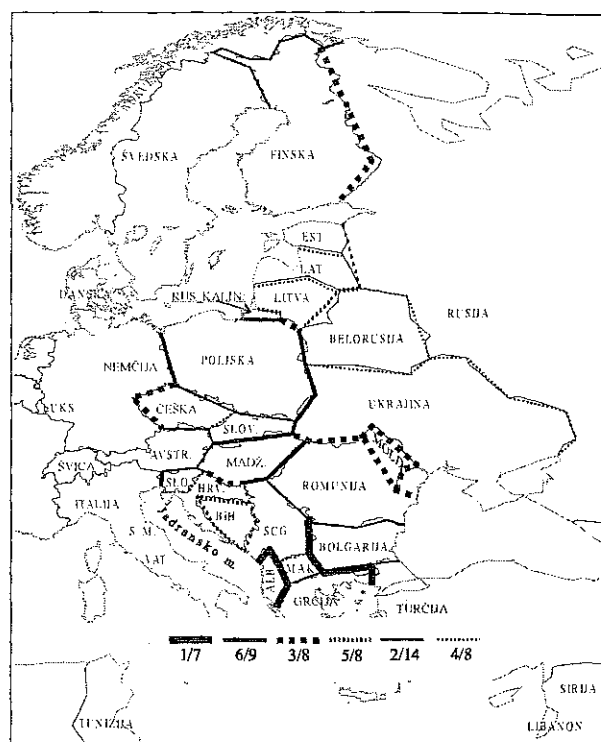 ŠVEDSKA
FINSKA
EST
LAT
DANSKA
RUS. KALIN.
LITVA
RUSIJA
BELORUSIJA
NEMČIJA
POLJSKA
LUKS
ČEŠKA
UKRAJINA
SLOV.
AVSTR.
MOLD.
ŠVICA
MADŽ.
SLO.
ROMUNIJA
HRV.
ITALIJA
BIH
S. M.
Jadransko m.
SCG
BOLGARIJA
VAT
ALB
MAK.
GRČIJA
TURČIJA
1/7 6/9 3/8 5/8 2/14 4/8
SIRIJA
TUNIZIJA
LIBANON